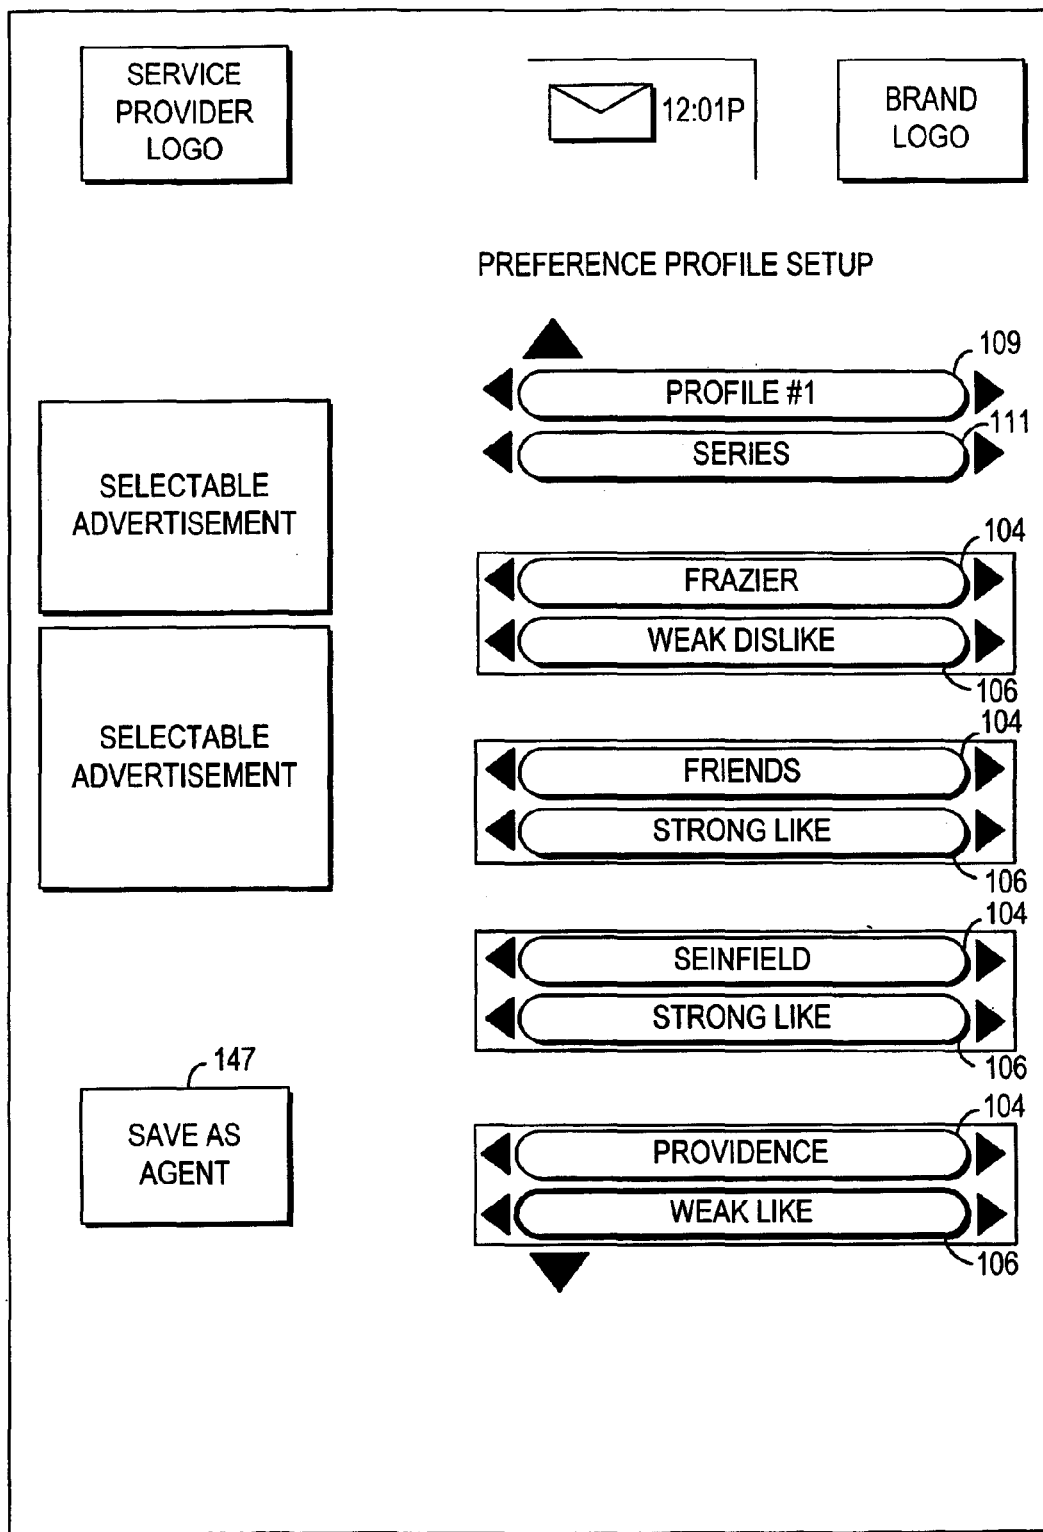 SERVICE
PROVIDER
LOGO
12:01P
BRAND
LOGO
PREFERENCE PROFILE SETUP
109
PROFILE #1
111
SERIES
SELECTABLE
ADVERTISEMENT
104
FRAZIER
WEAK DISLIKE
106
SELECTABLE
ADVERTISEMENT
104
FRIENDS
STRONG LIKE
106
104
SEINFIELD
STRONG LIKE
106
147
SAVE AS
AGENT
104
PROVIDENCE
WEAK LIKE
106